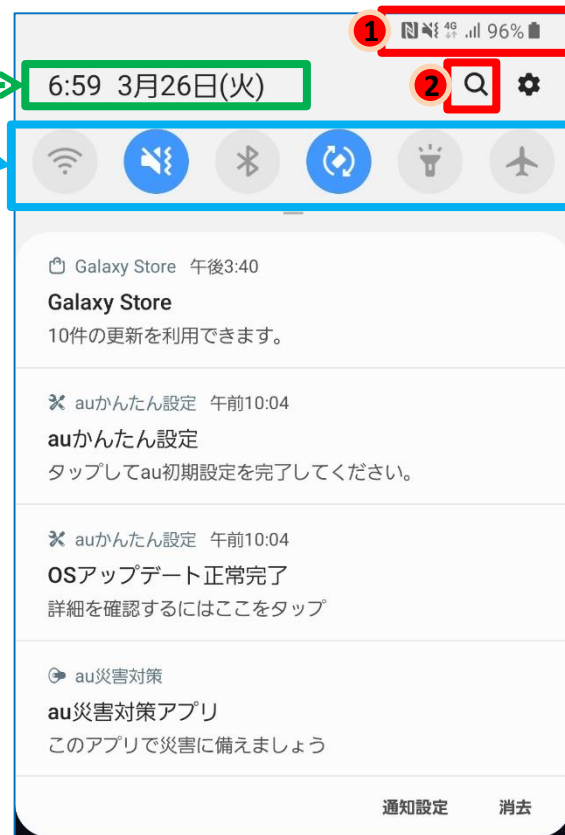 1 4G 96%
6:59 3月26日(火) 2
Galaxy Store 午後3:40
Galaxy Store
10件の更新を利用できます。
auかんたん設定 午前10:04
auかんたん設定
タップしてau初期設定を完了してください。
auかんたん設定 午前10:04
OSアップデート正常完了
詳細を確認するにはここをタップ
au災害対策
au災害対策アプリ
このアプリで災害に備えましょう
通知設定 消去